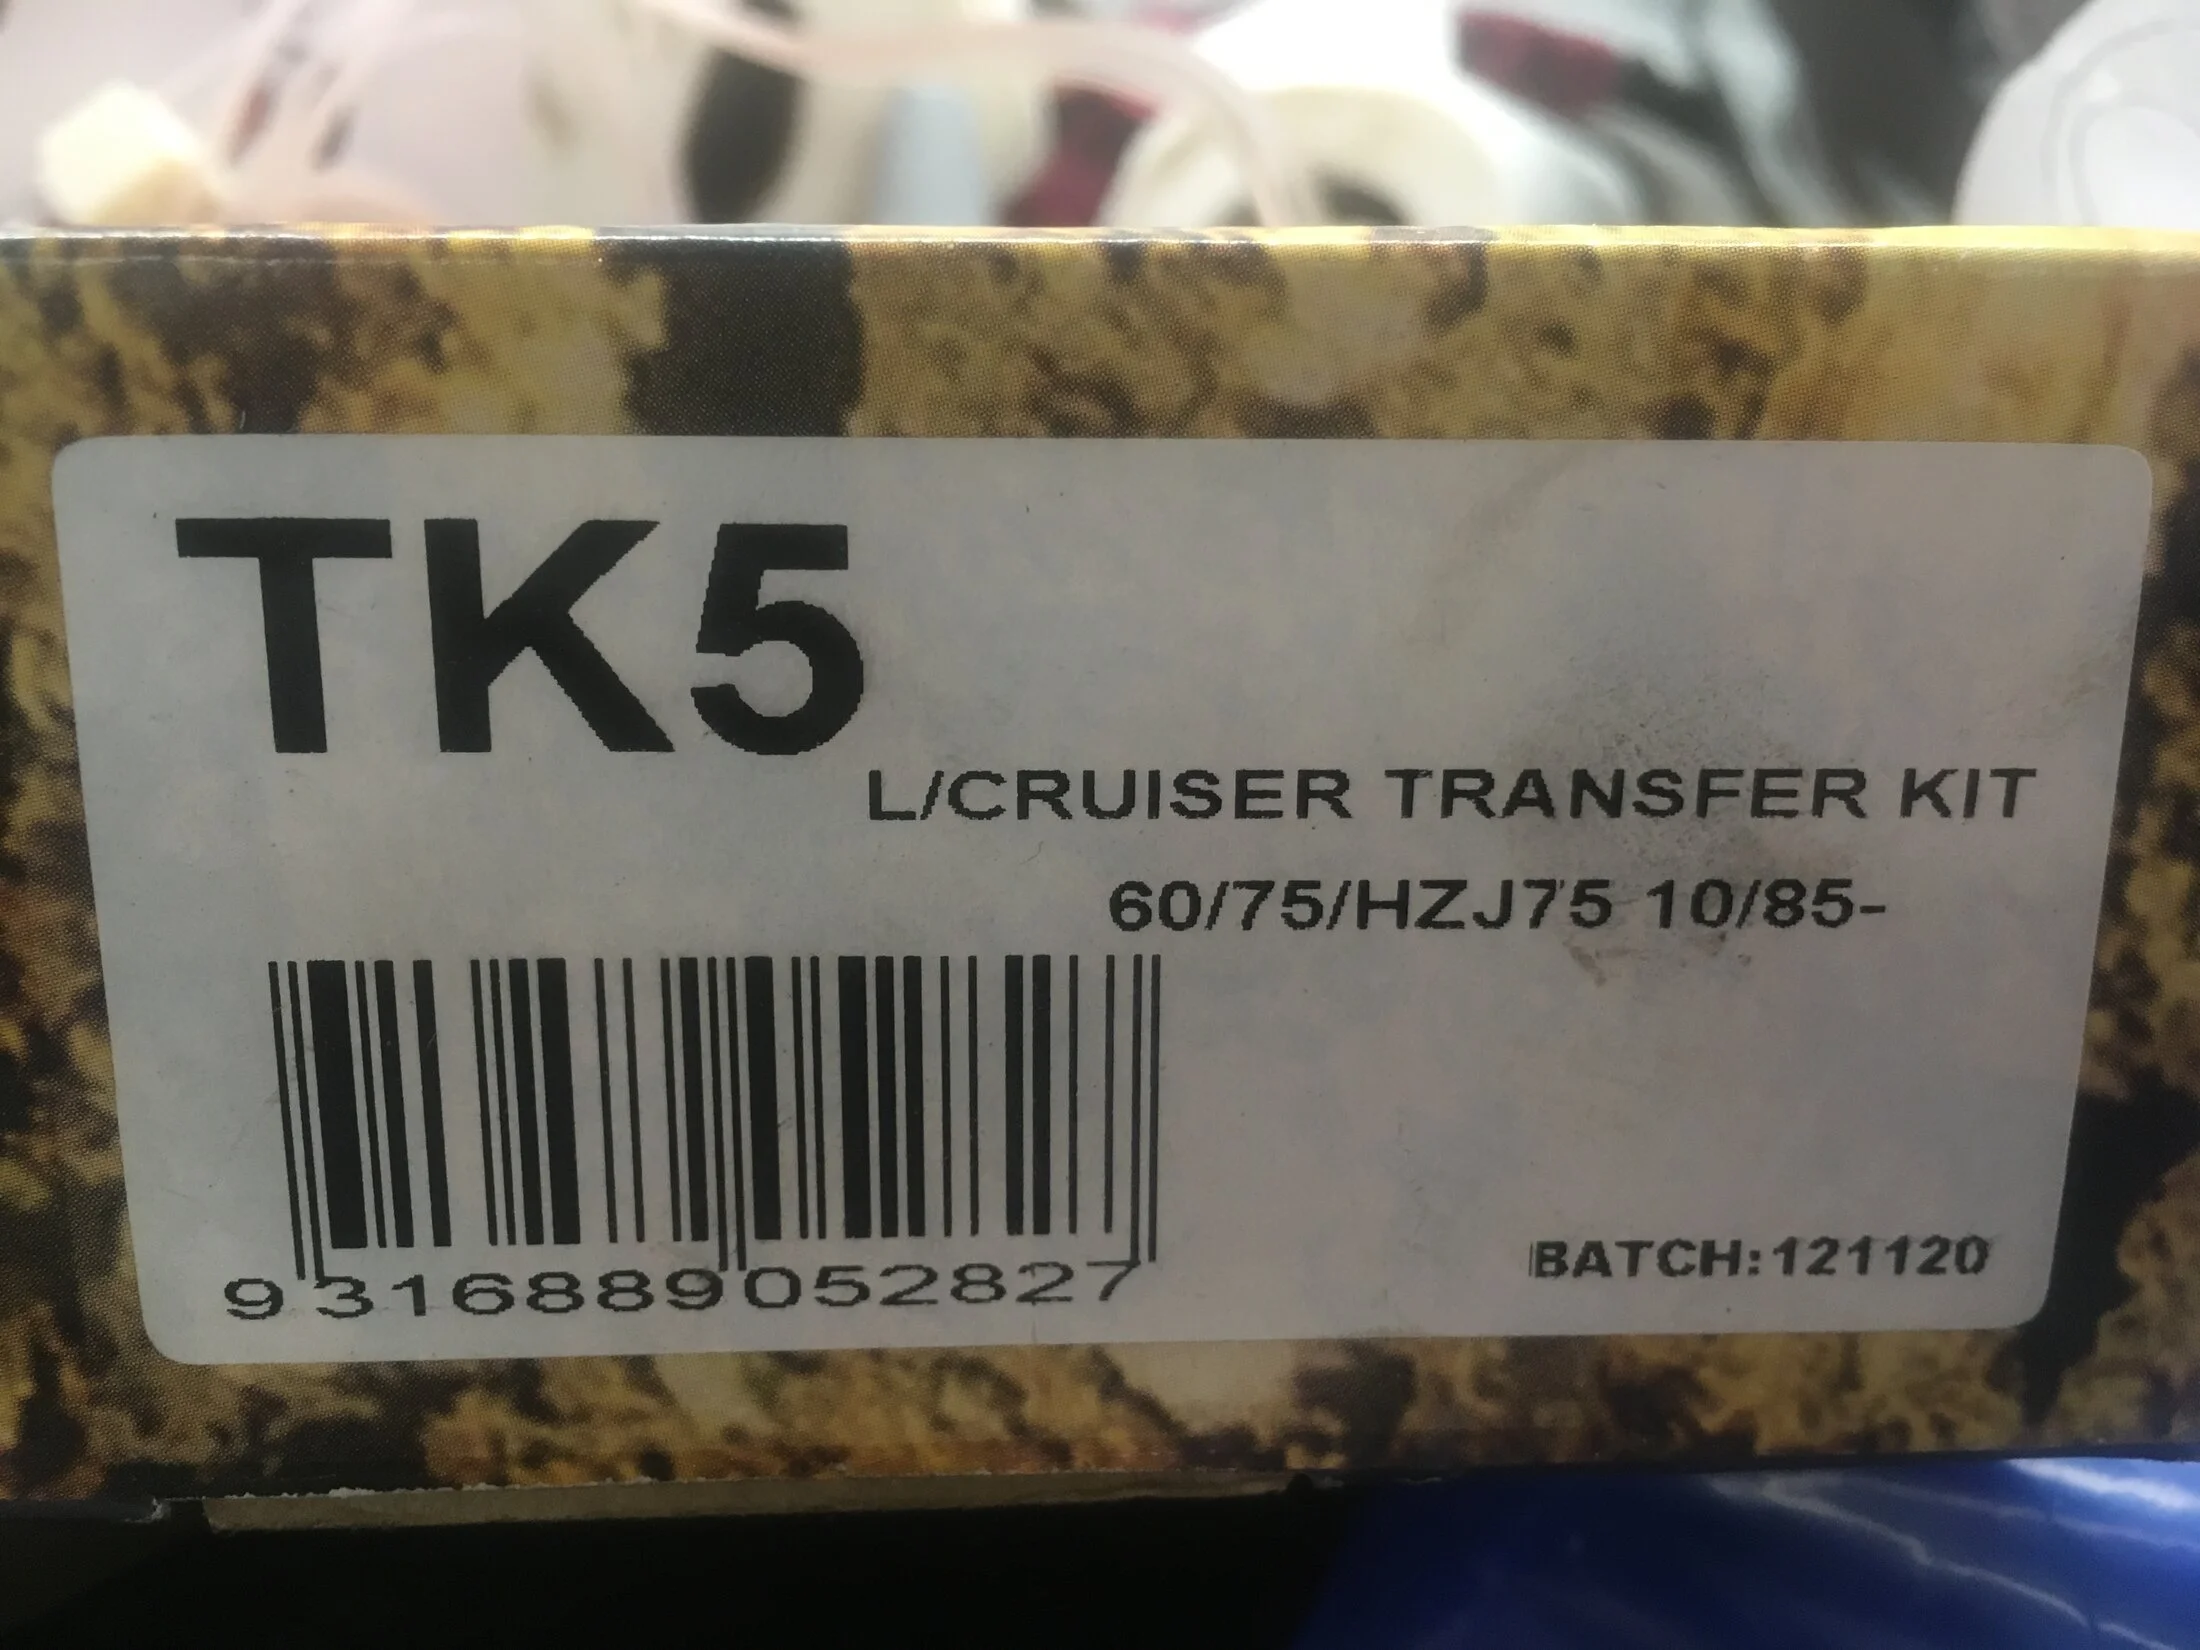 TK5
L/CRUISER TRANSFER KIT
60/75/HZJ75 10/85-
9316889052827
BATCH:121120